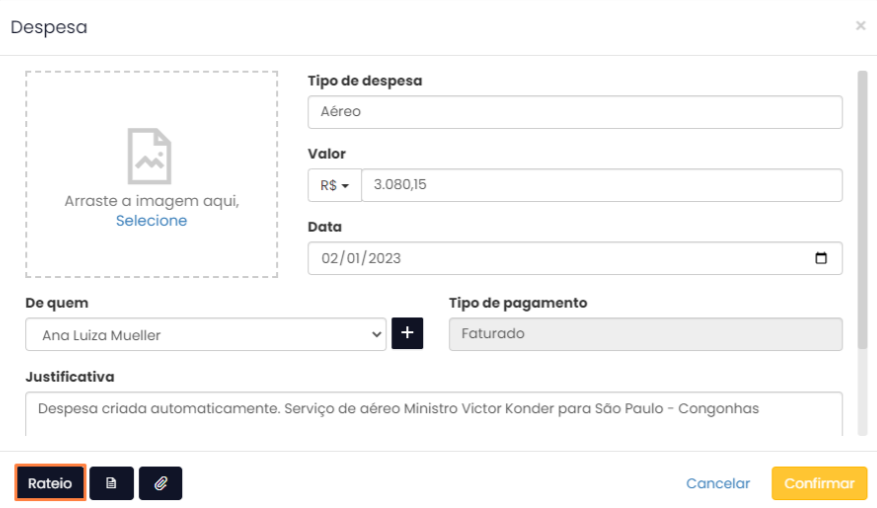 Despesa
×
Tipo de despesa
Aéreo
Arraste a imagem aqui,
Selecione
Valor
R$
3.080,15
Data
02/01/2023
De quem
Ana Luiza Mueller
+
Tipo de pagamento
Faturado
Justificativa
Despesa criada automaticamente. Serviço de aéreo Ministro Victor Konder para São Paulo - Congonhas
Rateio
Cancelar
Confirmar